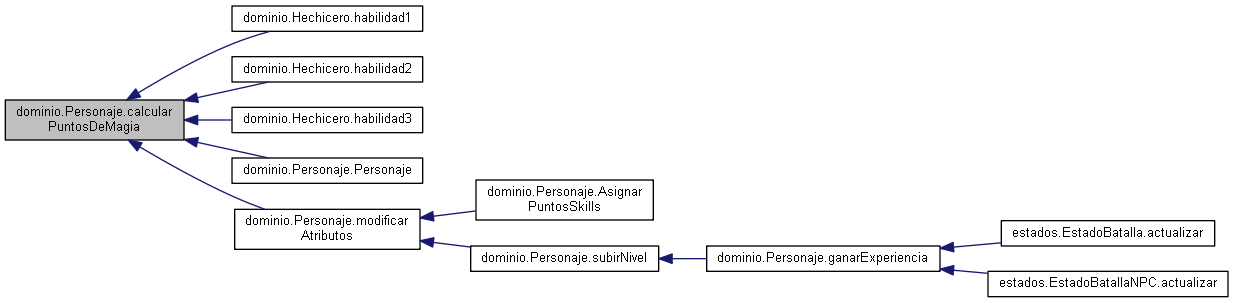 dominio.Hechicero.habilidad1
dominio.Hechicero.habilidad2
dominio.Personaje.calcular
PuntosDeMagia
dominio.Hechicero.habilidad3
dominio.Personaje.Personaje
dominio.Personaje.modificar
Atributos
dominio.Personaje.Asignar
PuntosSkills
dominio.Personaje.subirNivel
dominio.Personaje.ganarExperiencia
estados.EstadoBatalla.actualizar
estados.EstadoBatallaNPC.actualizar